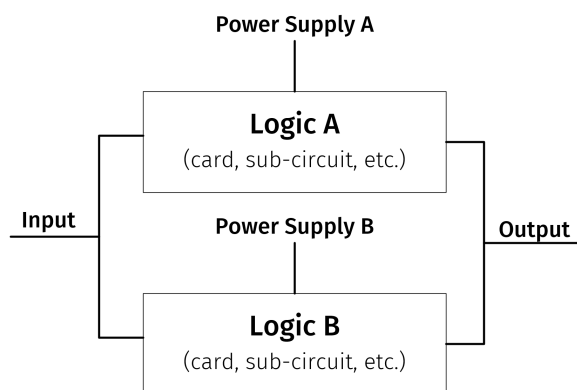 Power Supply A
Logic A
(card, sub-circuit, etc.)
Input
Power Supply B
Output
Logic B
(card, sub-circuit, etc.)